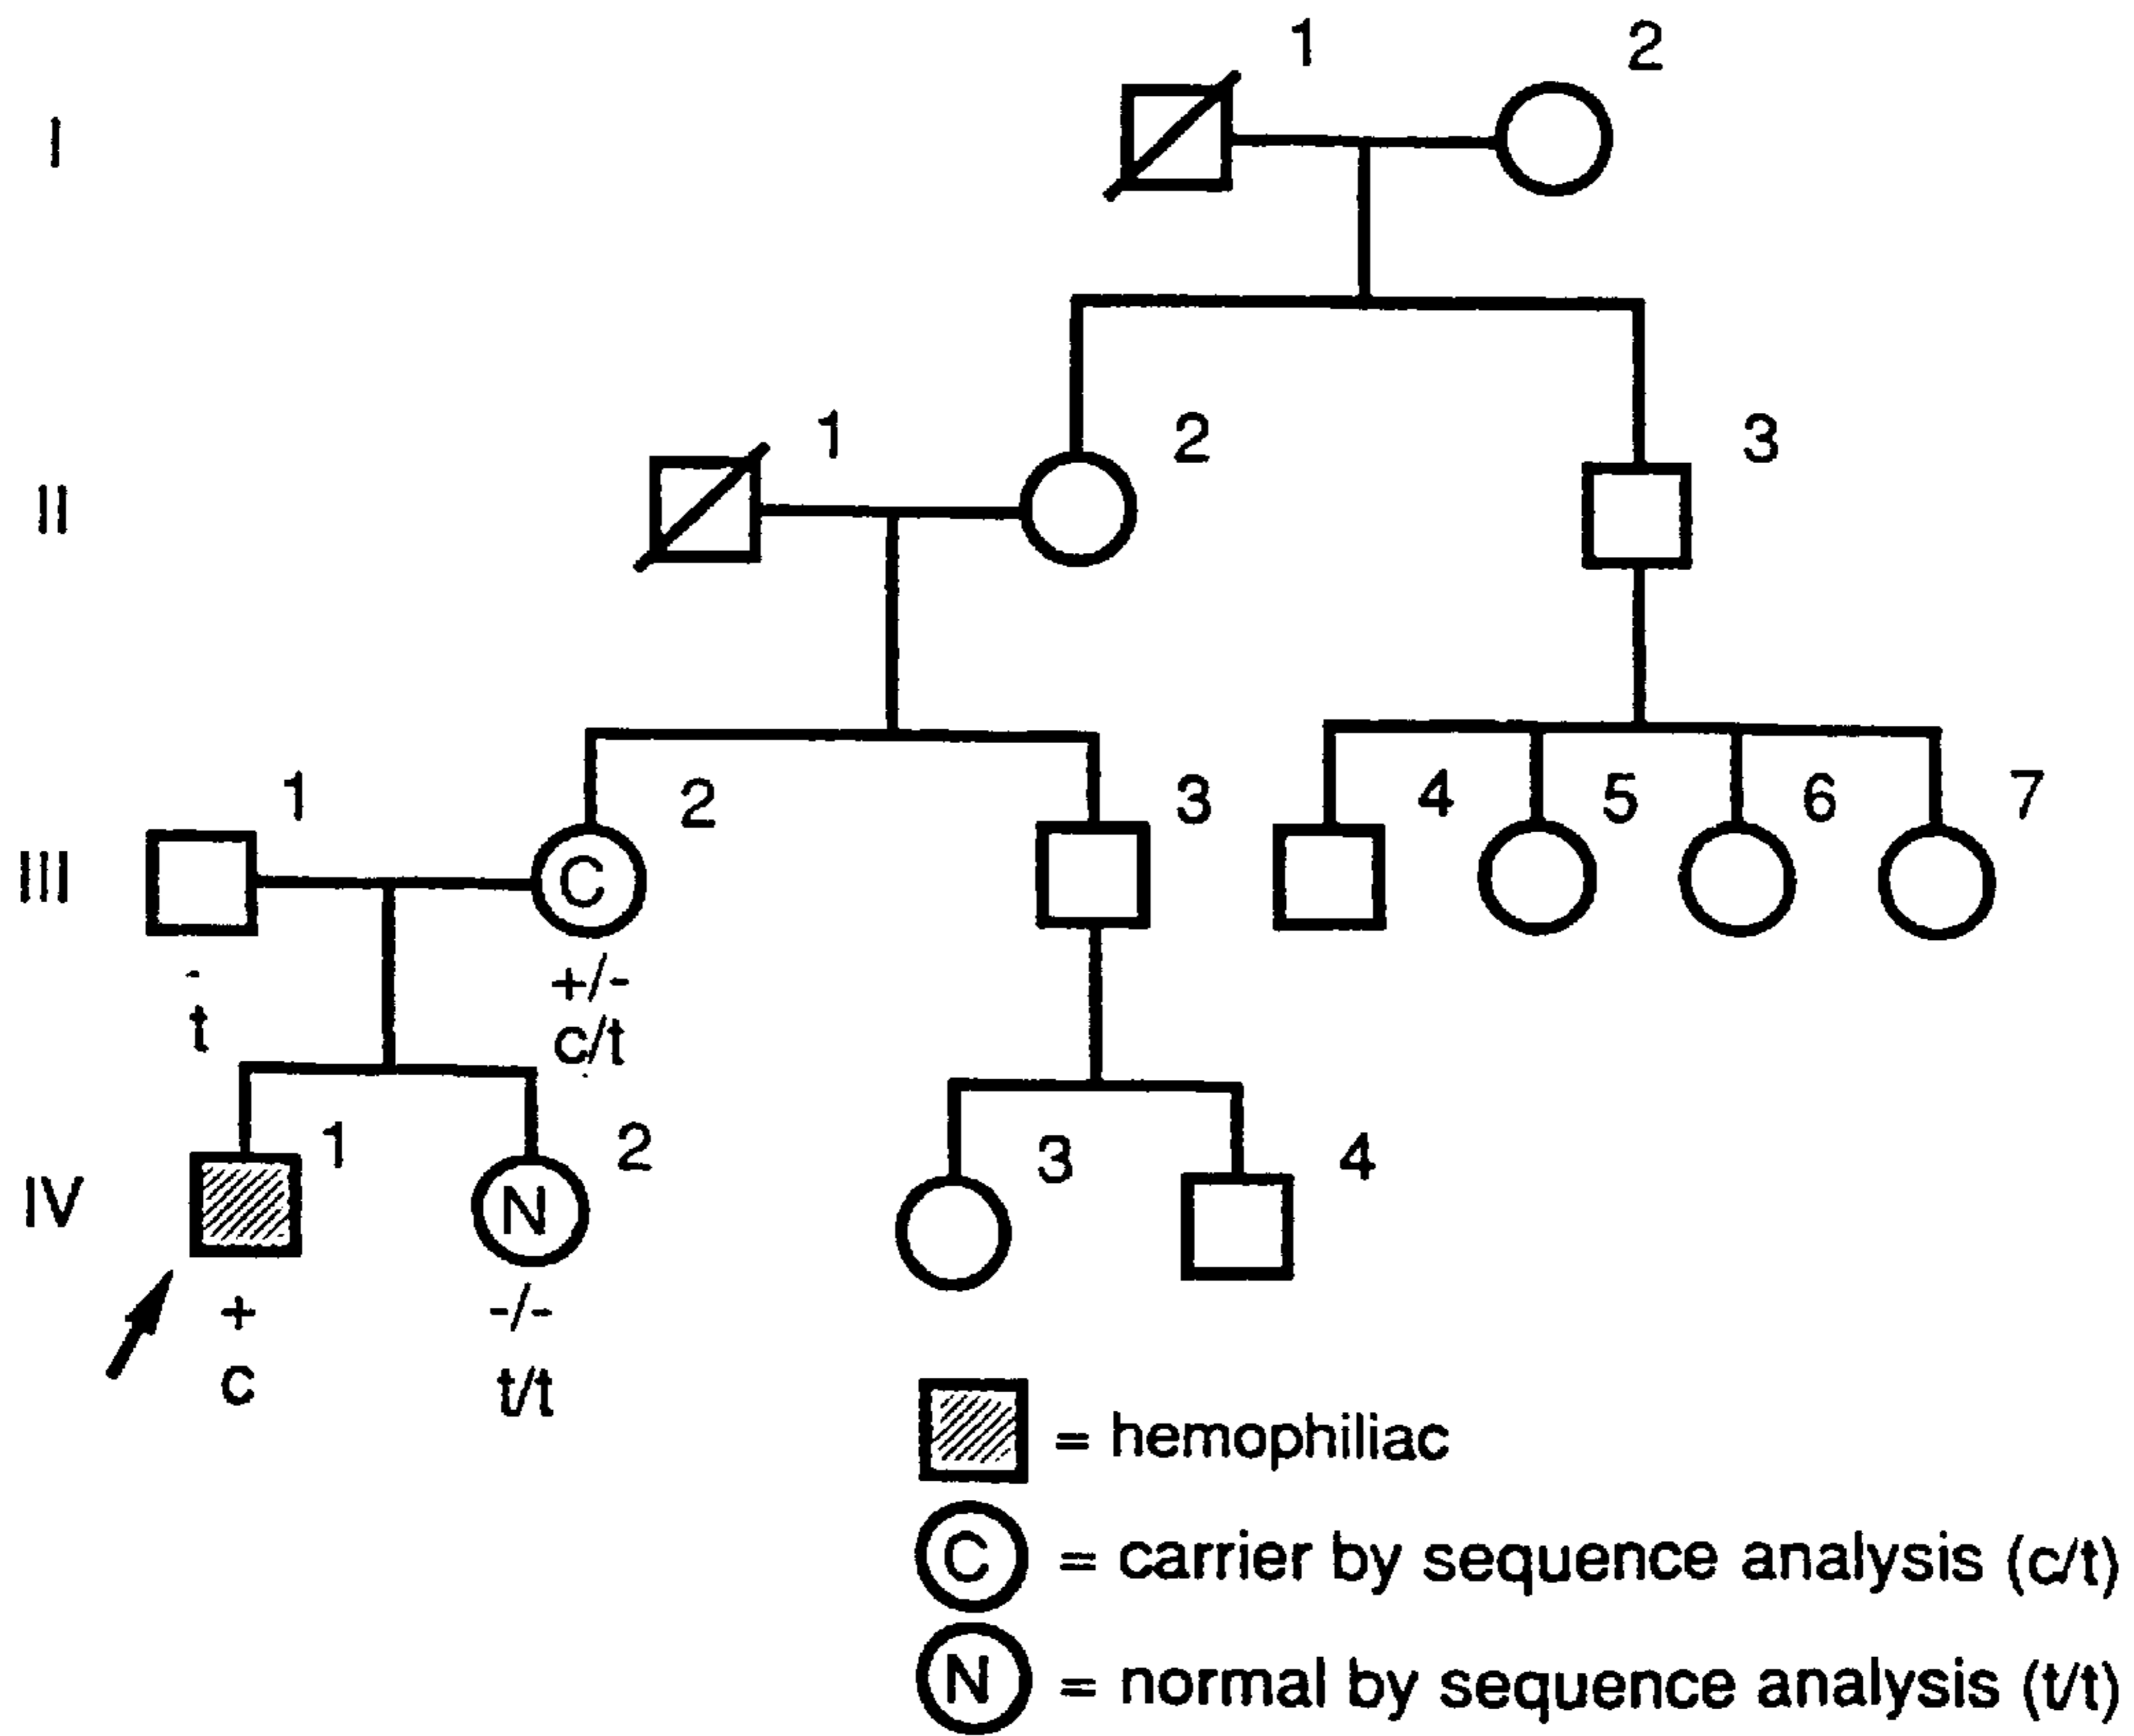 1 2
I
1 2 3
II
1 2 3 4 5 6 7
III
C
- +/-
t c/t
1 2 3 4
IV
N
+ -/-
c t/t
= hemophiliac
C = carrier by sequence analysis (c/t)
N = normal by sequence analysis (t/t)